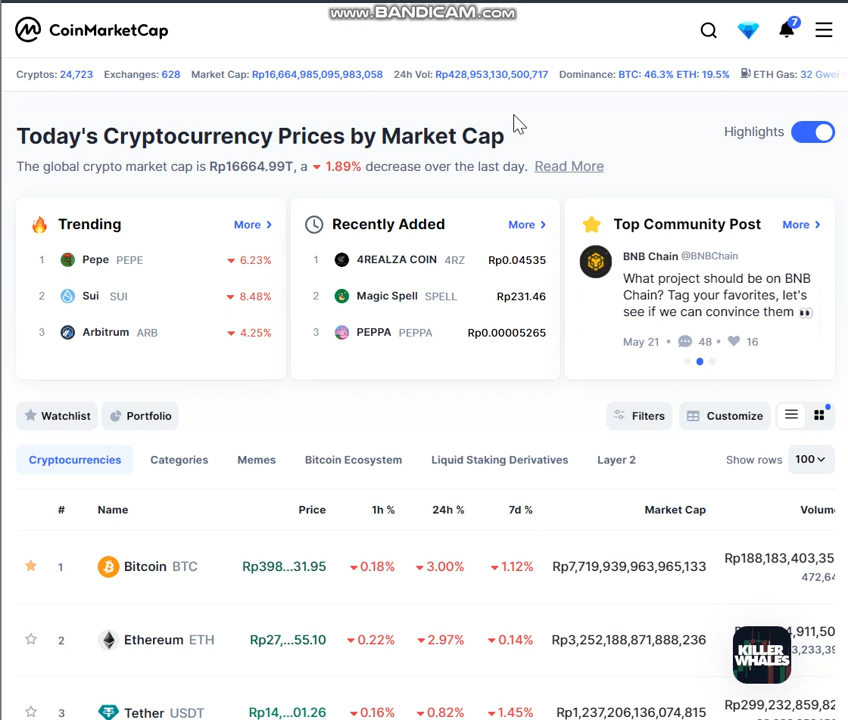 www.BANDICAM.com
CoinMarketCap
7
Cryptos: 24,723 Exchanges: 628 Market Cap: Rp16,664,985,095,983,058 24h Vol: Rp428,953,130,500,717 Dominance: BTC: 46.3% ETH: 19.5% ETH Gas: 32 Gwei
Today's Cryptocurrency Prices by Market Cap
Highlights
The global crypto market cap is Rp16664.99T, a 1.89% decrease over the last day. Read More
Trending More
1 Pepe PEPE 6.23%
2 Sui SUI 8.48%
3 Arbitrum ARB 4.25%
Recently Added More
1 4REALZA COIN 4RZ Rp0.04535
2 Magic Spell SPELL Rp231.46
3 PEPPA PEPPA Rp0.00005265
Top Community Post More
BNB Chain @BNBChain
What project should be on BNB
Chain? Tag your favorites, let's
see if we can convince them 👀
May 21 • 48 • 16
Watchlist Portfolio Filters Customize
Cryptocurrencies Categories Memes Bitcoin Ecosystem Liquid Staking Derivatives Layer 2 Show rows 100
# Name Price 1h % 24h % 7d % Market Cap Volum
1 Bitcoin BTC Rp398...31.95 0.18% 3.00% 1.12% Rp7,719,939,963,965,133 Rp188,183,403,35
472,64
2 Ethereum ETH Rp27,...55.10 0.22% 2.97% 0.14% Rp3,252,188,871,888,236 4,911,50
3,233,39
KILLER
WHALES
3 Tether USDT Rp14,...01.26 0.16% 0.82% 1.45% Rp1,237,206,136,074,815 Rp299,232,859,82